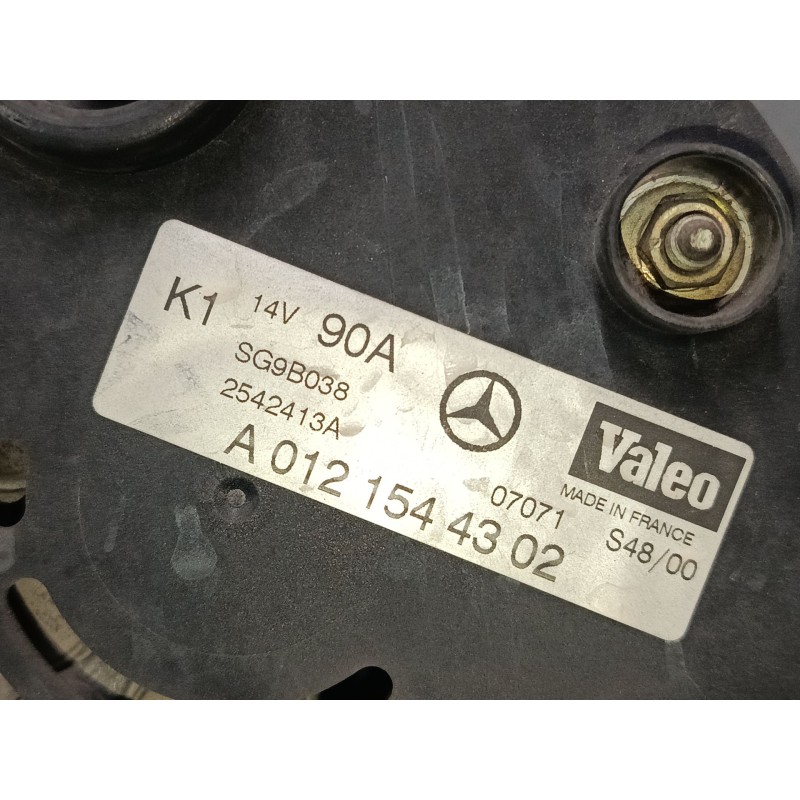 K1 14V 90A
SG9B038
2542413A
A 012 154 43 02
07071
Valeo
MADE IN FRANCE
S48/00